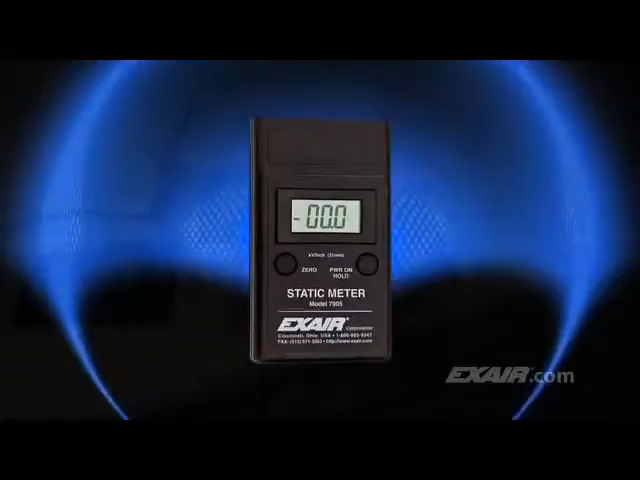 -00.0
kV/Inch (25mm)
ZERO
PWR ON
HOLD
STATIC METER
Model 7905
EXAIR Corporation
Cincinnati, Ohio, USA • 1-800-903-9247
FAX: (513) 671-3363 • http://www.exair.com
EXAIR.com